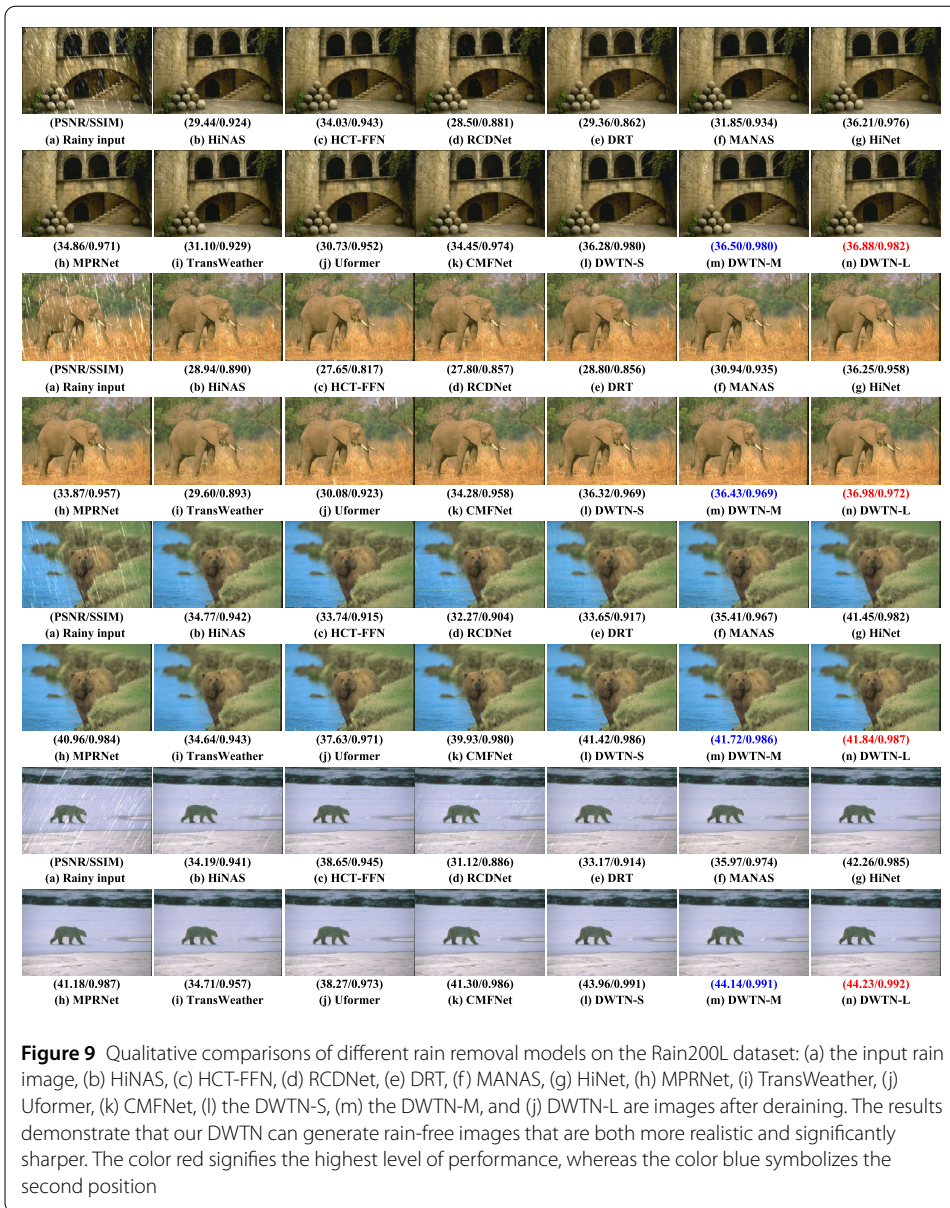 (PSNR/SSIM) (29.44/0.924) (34.03/0.943) (28.50/0.881) (29.36/0.862) (31.85/0.934) (36.21/0.976)
(a) Rainy input (b) HiNAS (c) HCT-FFN (d) RCDNet (e) DRT (f) MANAS (g) HiNet
(34.86/0.971) (31.10/0.929) (30.73/0.952) (34.45/0.974) (36.28/0.980) (36.50/0.980) (36.88/0.982)
(h) MPRNet (i) TransWeather (j) Uformer (k) CMFNet (l) DWTN-S (m) DWTN-M (n) DWTN-L
(PSNR/SSIM) (28.94/0.890) (27.65/0.817) (27.80/0.857) (28.80/0.856) (30.94/0.935) (36.25/0.958)
(a) Rainy input (b) HiNAS (c) HCT-FFN (d) RCDNet (e) DRT (f) MANAS (g) HiNet
(33.87/0.957) (29.60/0.893) (30.08/0.923) (34.28/0.958) (36.32/0.969) (36.43/0.969) (36.98/0.972)
(h) MPRNet (i) TransWeather (j) Uformer (k) CMFNet (l) DWTN-S (m) DWTN-M (n) DWTN-L
(PSNR/SSIM) (34.77/0.942) (33.74/0.915) (32.27/0.904) (33.65/0.917) (35.41/0.967) (41.45/0.982)
(a) Rainy input (b) HiNAS (c) HCT-FFN (d) RCDNet (e) DRT (f) MANAS (g) HiNet
(40.96/0.984) (34.64/0.943) (37.63/0.971) (39.93/0.980) (41.42/0.986) (41.72/0.986) (41.84/0.987)
(h) MPRNet (i) TransWeather (j) Uformer (k) CMFNet (l) DWTN-S (m) DWTN-M (n) DWTN-L
(PSNR/SSIM) (34.19/0.941) (38.65/0.945) (31.12/0.886) (33.17/0.914) (35.97/0.974) (42.26/0.985)
(a) Rainy input (b) HiNAS (c) HCT-FFN (d) RCDNet (e) DRT (f) MANAS (g) HiNet
(41.18/0.987) (34.71/0.957) (38.27/0.973) (41.30/0.986) (43.96/0.991) (44.14/0.991) (44.23/0.992)
(h) MPRNet (i) TransWeather (j) Uformer (k) CMFNet (l) DWTN-S (m) DWTN-M (n) DWTN-L
Figure 9 Qualitative comparisons of different rain removal models on the Rain200L dataset: (a) the input rain
image, (b) HiNAS, (c) HCT-FFN, (d) RCDNet, (e) DRT, (f) MANAS, (g) HiNet, (h) MPRNet, (i) TransWeather, (j)
Uformer, (k) CMFNet, (l) the DWTN-S, (m) the DWTN-M, and (j) DWTN-L are images after deraining. The results
demonstrate that our DWTN can generate rain-free images that are both more realistic and significantly
sharper. The color red signifies the highest level of performance, whereas the color blue symbolizes the
second position